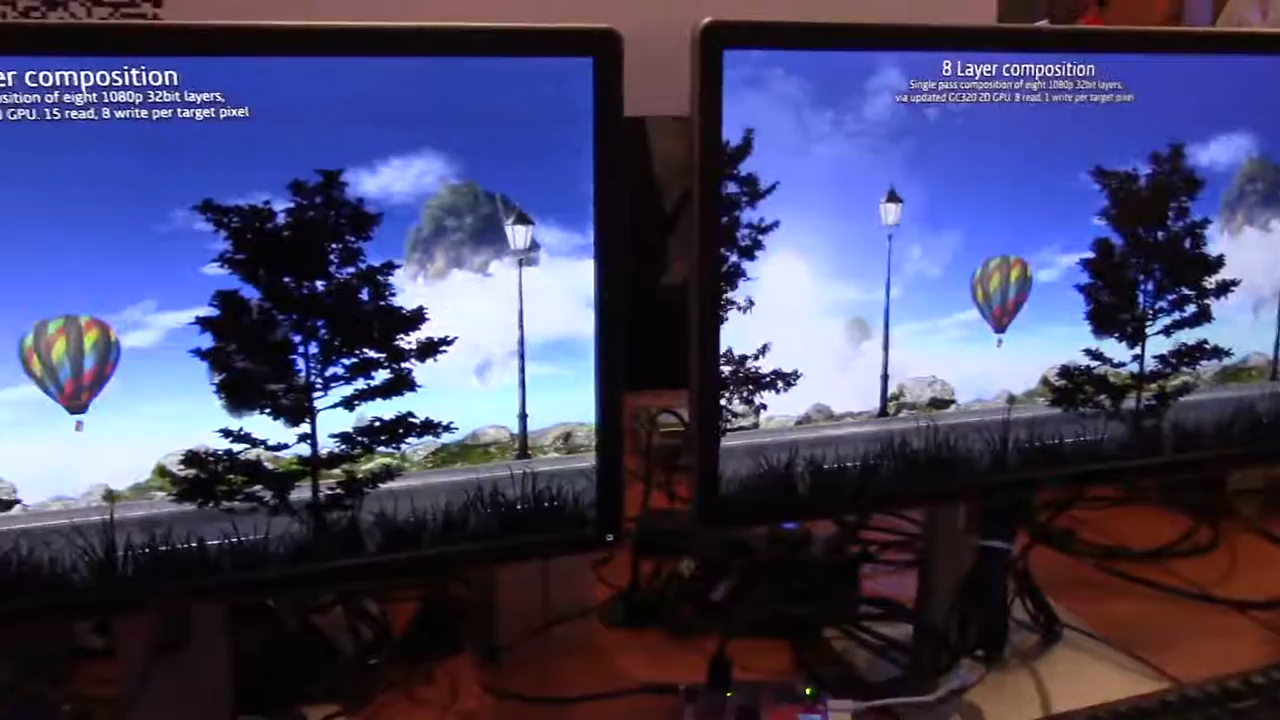 er composition
sition of eight 1080p 32bit layers,
GPU. 15 read, 8 write per target pixel
8 Layer composition
Single pass composition of eight 1080p 32bit layers,
via updated GC320 2D GPU. 8 read, 1 write per target pixel